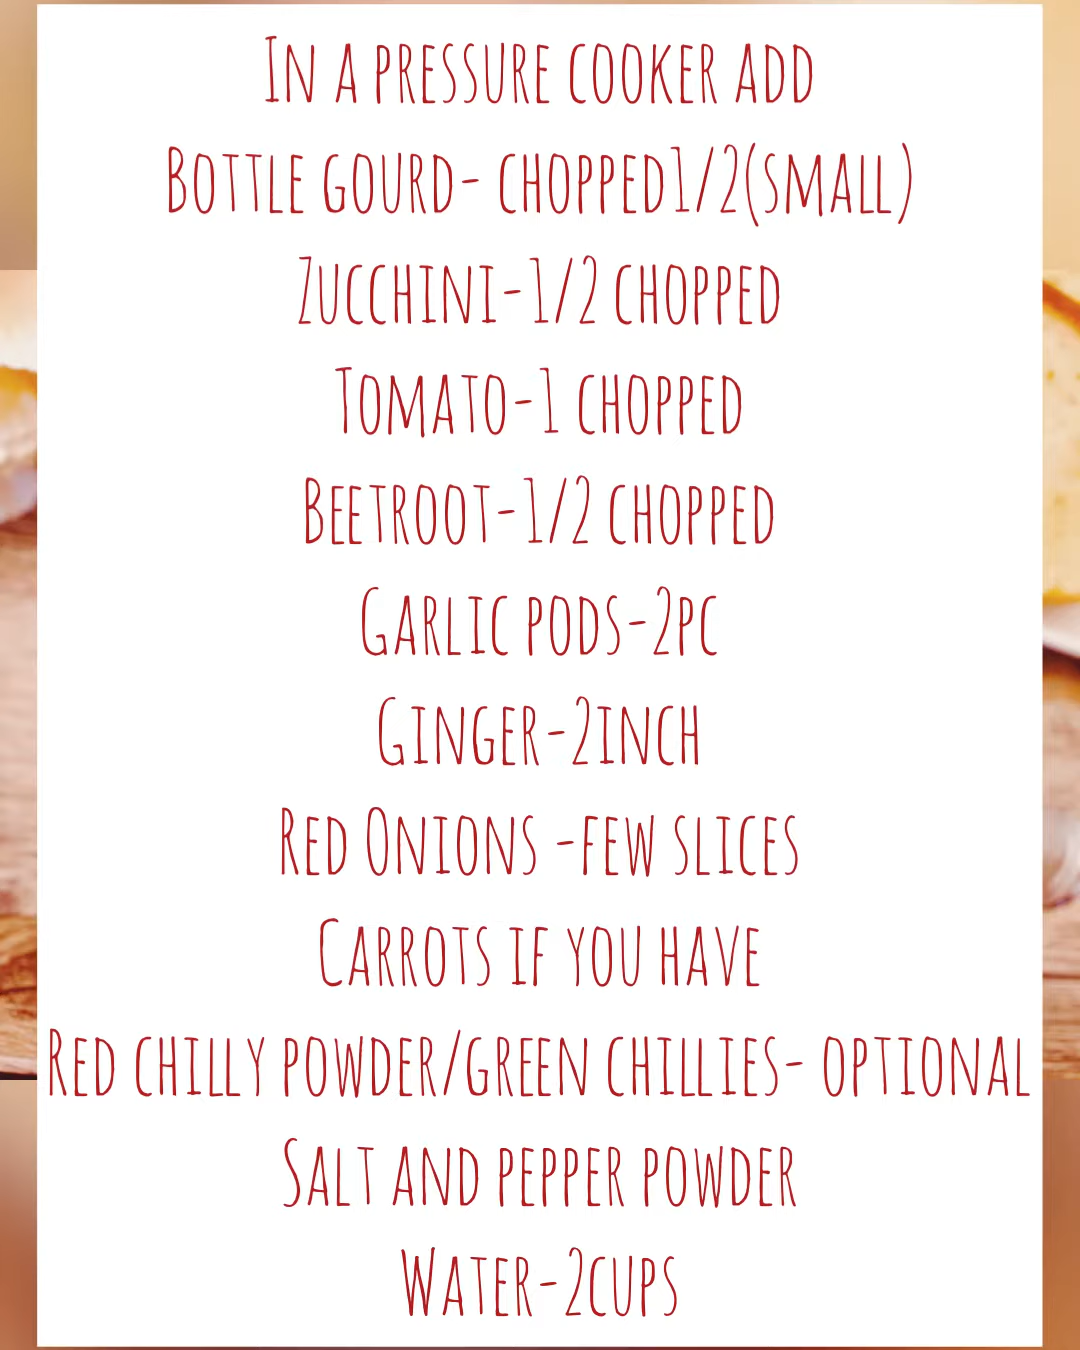 In a pressure cooker add
Bottle gourd- chopped1/2(small)
Zucchini-1/2 chopped
Tomato-1 chopped
Beetroot-1/2 chopped
Garlic pods-2pc
Ginger-2inch
Red Onions -few slices
Carrots if you have
Red chilly powder/green chillies- optional
Salt and pepper powder
Water-2cups